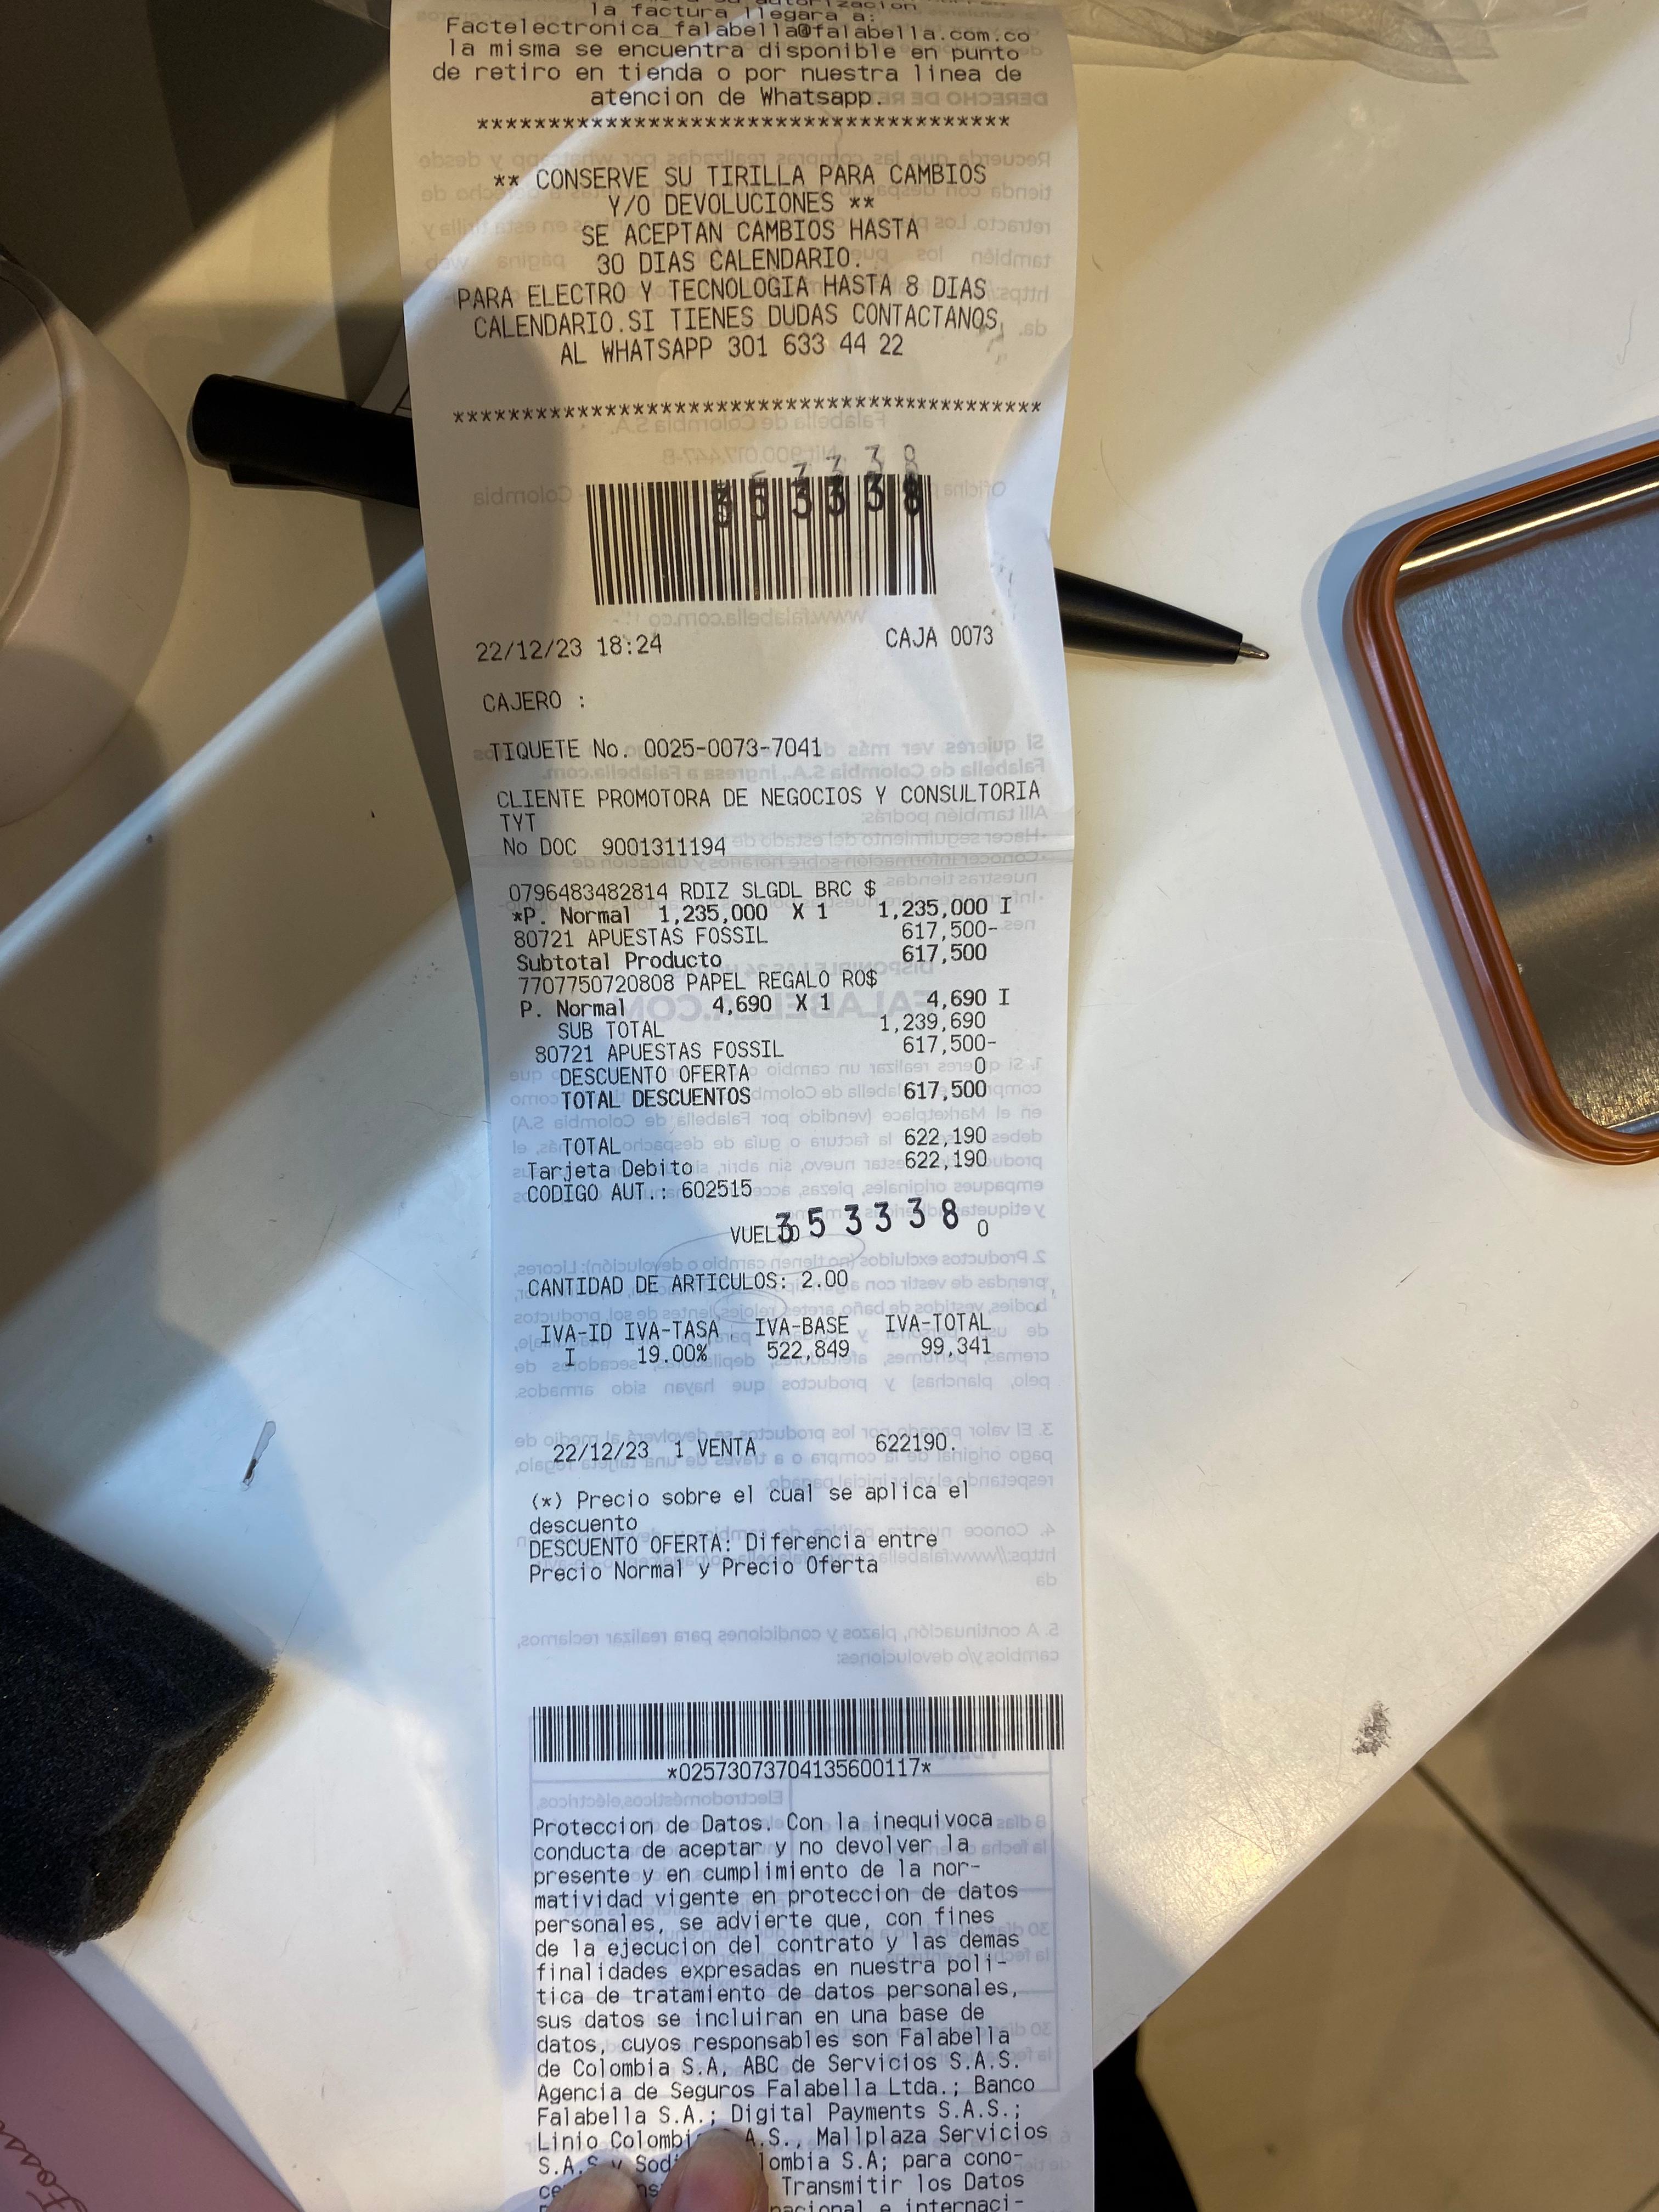 la factura llegara a:
Factelectronica_falabella@falabella.com.co
la misma se encuentra disponible en punto
de retiro en tienda o por nuestra linea de
atencion de Whatsapp.
*************************************
** CONSERVE SU TIRILLA PARA CAMBIOS
Y/O DEVOLUCIONES **
SE ACEPTAN CAMBIOS HASTA
30 DIAS CALENDARIO.
PARA ELECTRO Y TECNOLOGIA HASTA 8 DIAS
CALENDARIO.SI TIENES DUDAS CONTACTANOS
AL WHATSAPP 301 633 44 22
*******************************************
22/12/23 18:24 CAJA 0073
CAJERO :
TIQUETE No. 0025-0073-7041
CLIENTE PROMOTORA DE NEGOCIOS Y CONSULTORIA
TYT
No DOC 9001311194
0796483482814 RDIZ SLGDL BRC $
*P. Normal 1,235,000 X 1 1,235,000 I
80721 APUESTAS FOSSIL 617,500-
Subtotal Producto 617,500
7707750720808 PAPEL REGALO RO$
P. Normal 4,690 X 1 4,690 I
SUB TOTAL 1,239,690
80721 APUESTAS FOSSIL 617,500-
DESCUENTO OFERTA 0
TOTAL DESCUENTOS 617,500
TOTAL 622,190
Tarjeta Debito 622,190
CODIGO AUT.: 602515
353338
VUELTO 0
CANTIDAD DE ARTICULOS: 2.00
IVA-ID IVA-TASA IVA-BASE IVA-TOTAL
I 19.00% 522,849 99,341
22/12/23 1 VENTA 622190.
(*) Precio sobre el cual se aplica el
descuento
DESCUENTO OFERTA: Diferencia entre
Precio Normal y Precio Oferta
*02573073704135600117*
Proteccion de Datos. Con la inequivoca
conducta de aceptar y no devolver la
presente y en cumplimiento de la nor-
matividad vigente en proteccion de datos
personales, se advierte que, con fines
de la ejecucion del contrato y las demas
finalidades expresadas en nuestra poli-
tica de tratamiento de datos personales,
sus datos se incluiran en una base de
datos, cuyos responsables son Falabella
de Colombia S.A, ABC de Servicios S.A.S.
Agencia de Seguros Falabella Ltda.; Banco
Falabella S.A.; Digital Payments S.A.S.;
Linio Colombi A.S., Mallplaza Servicios
S.A.S y Sodi lombia S.A; para cono-
Transmitir los Datos
nacional e internaci-